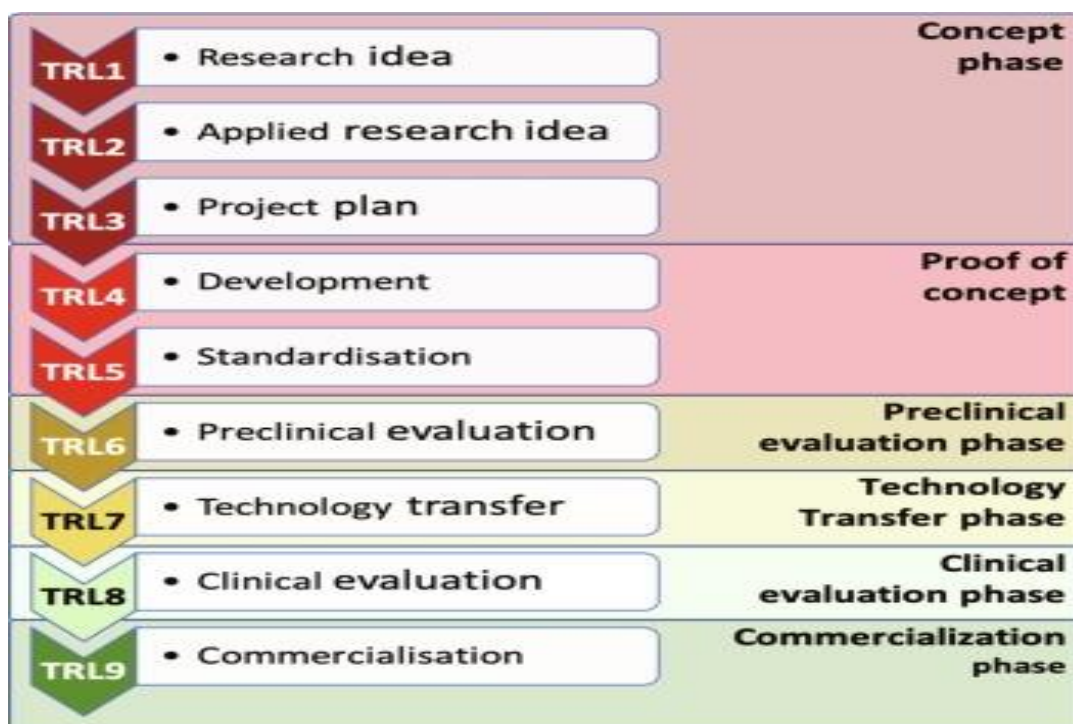 Concept
phase
TRL1
• Research idea
TRL2
• Applied research idea
TRL3
• Project plan
Proof of
concept
TRL4
• Development
TRL5
• Standardisation
Preclinical
evaluation phase
TRL6
• Preclinical evaluation
Technology
Transfer phase
TRL7
• Technology transfer
Clinical
evaluation phase
TRL8
• Clinical evaluation
Commercialization
phase
TRL9
• Commercialisation